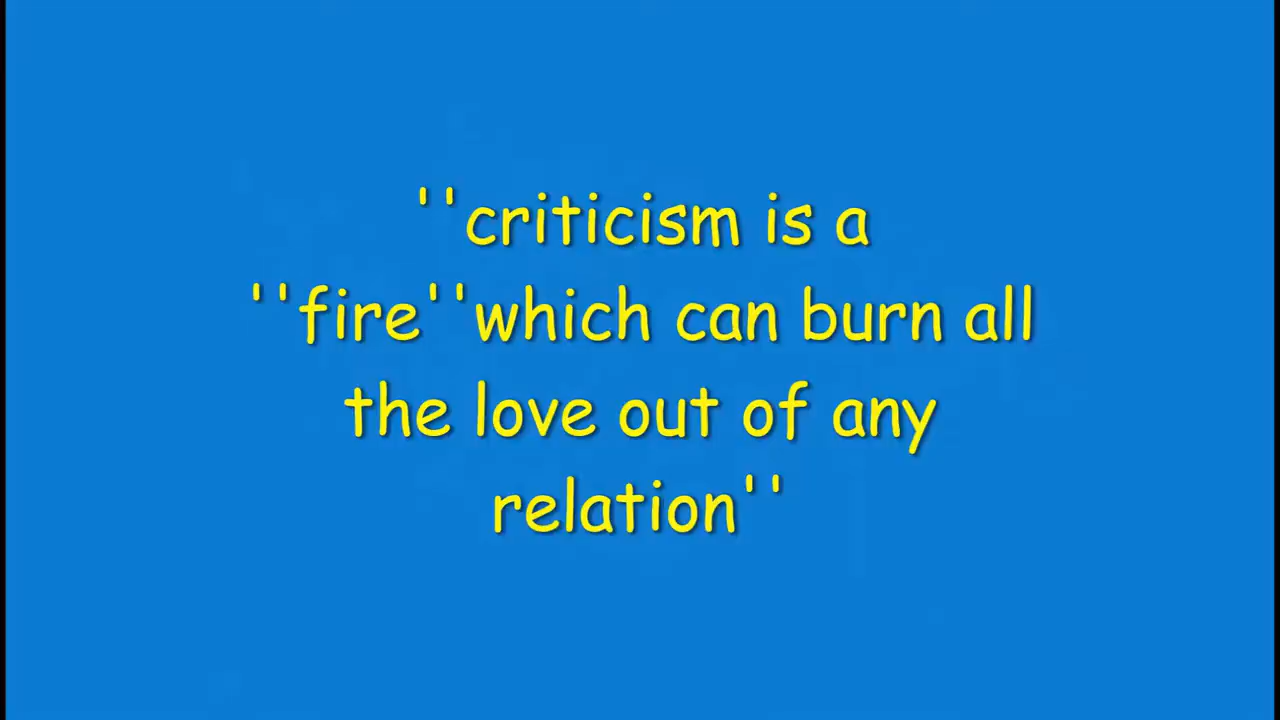 ''criticism is a
''fire''which can burn all
the love out of any
relation''